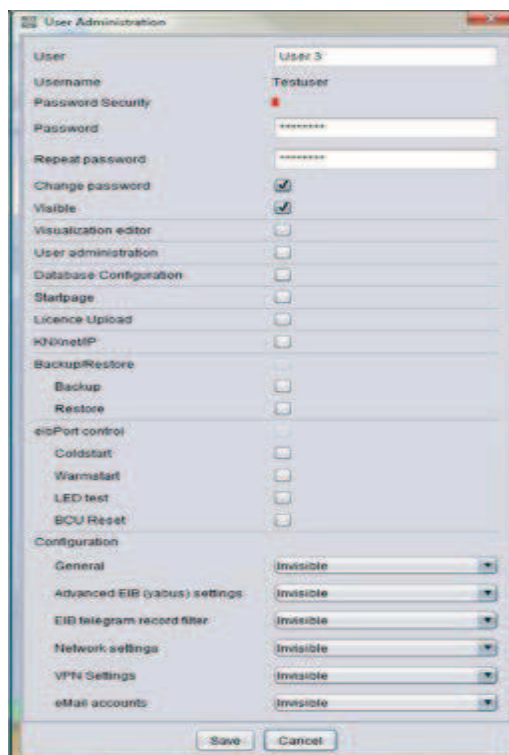 User Administration
User User 3
Username Testuser
Password Security
Password ********
Repeat password ********
Change password
Visible
Visualization editor
User administration
Database Configuration
Startpage
Licence Upload
KNXnet/IP
Backup/Restore
Backup
Restore
eibPort control
Coldstart
Warmstart
LED test
BCU Reset
Configuration
General Invisible
Advanced EIB (yabus) settings Invisible
EIB telegram record filter Invisible
Network settings Invisible
VPN Settings Invisible
eMail accounts Invisible
Save Cancel